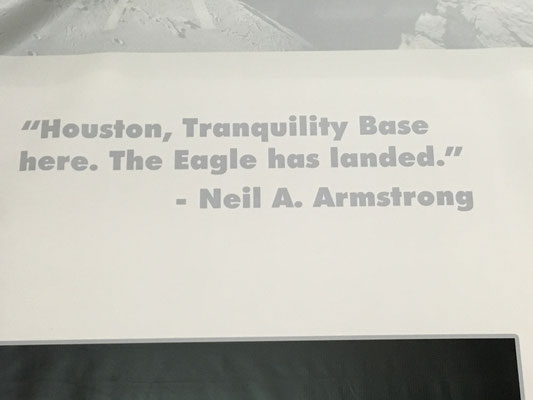 “Houston, Tranquility Base
here. The Eagle has landed.”
- Neil A. Armstrong